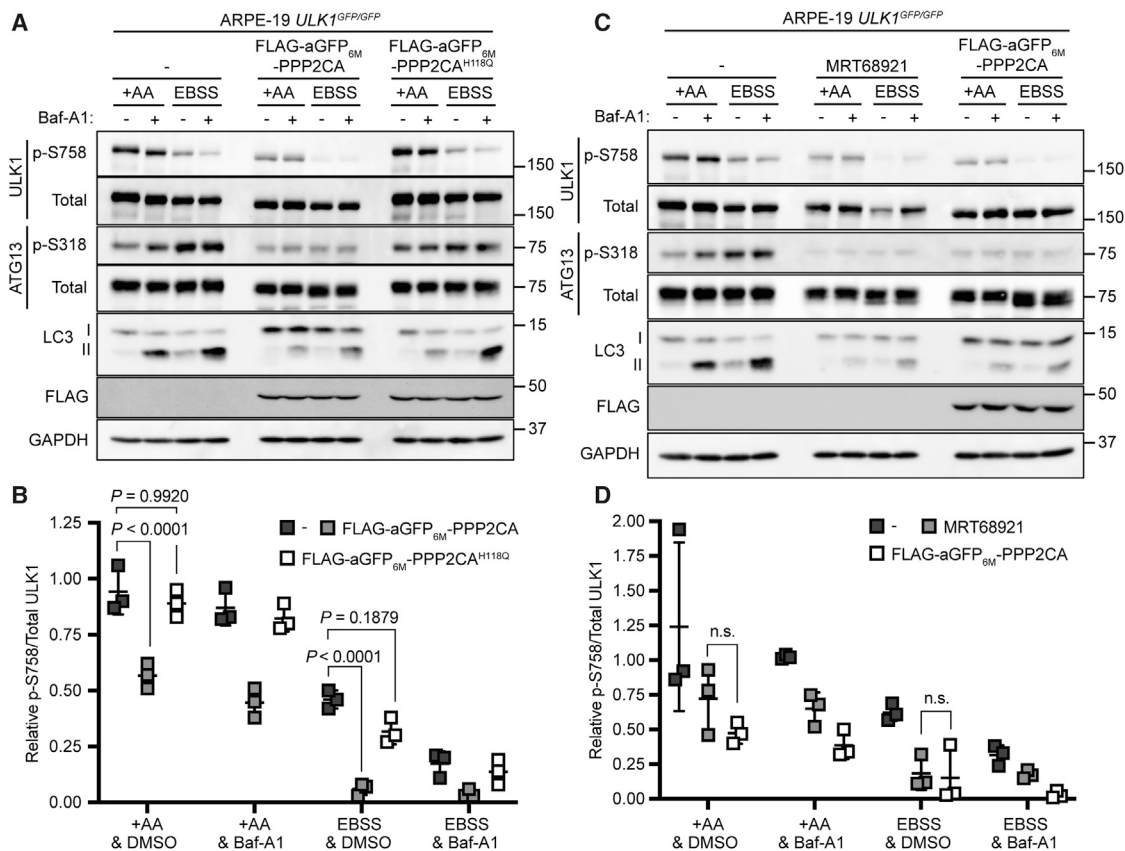 A
ARPE-19 ULK1GFP/GFP
- FLAG-aGFP6M-PPP2CA FLAG-aGFP6M-PPP2CAH118Q
+AA EBSS +AA EBSS +AA EBSS
Baf-A1: - + - + - + - + - + - +
ULK1
p-S758 150
Total 150
ATG13
p-S318 75
Total 75
LC3 I 15
II
FLAG 50
GAPDH 37
B
P = 0.9920
P < 0.0001
- FLAG-aGFP6M-PPP2CA
FLAG-aGFP6M-PPP2CAH118Q
P = 0.1879
P < 0.0001
Relative p-S758/Total ULK1
1.25
1.00
0.75
0.50
0.25
0.00
+AA & DMSO
+AA & Baf-A1
EBSS & DMSO
EBSS & Baf-A1
C
ARPE-19 ULK1GFP/GFP
- MRT68921 FLAG-aGFP6M-PPP2CA
+AA EBSS +AA EBSS +AA EBSS
Baf-A1: - + - + - + - + - + - +
ULK1
p-S758 150
Total 150
ATG13
p-S318 75
Total 75
LC3 I 15
II
FLAG 50
GAPDH 37
D
- MRT68921
FLAG-aGFP6M-PPP2CA
n.s.
n.s.
Relative p-S758/Total ULK1
2.00
1.75
1.50
1.25
1.00
0.75
0.50
0.25
0.00
+AA & DMSO
+AA & Baf-A1
EBSS & DMSO
EBSS & Baf-A1